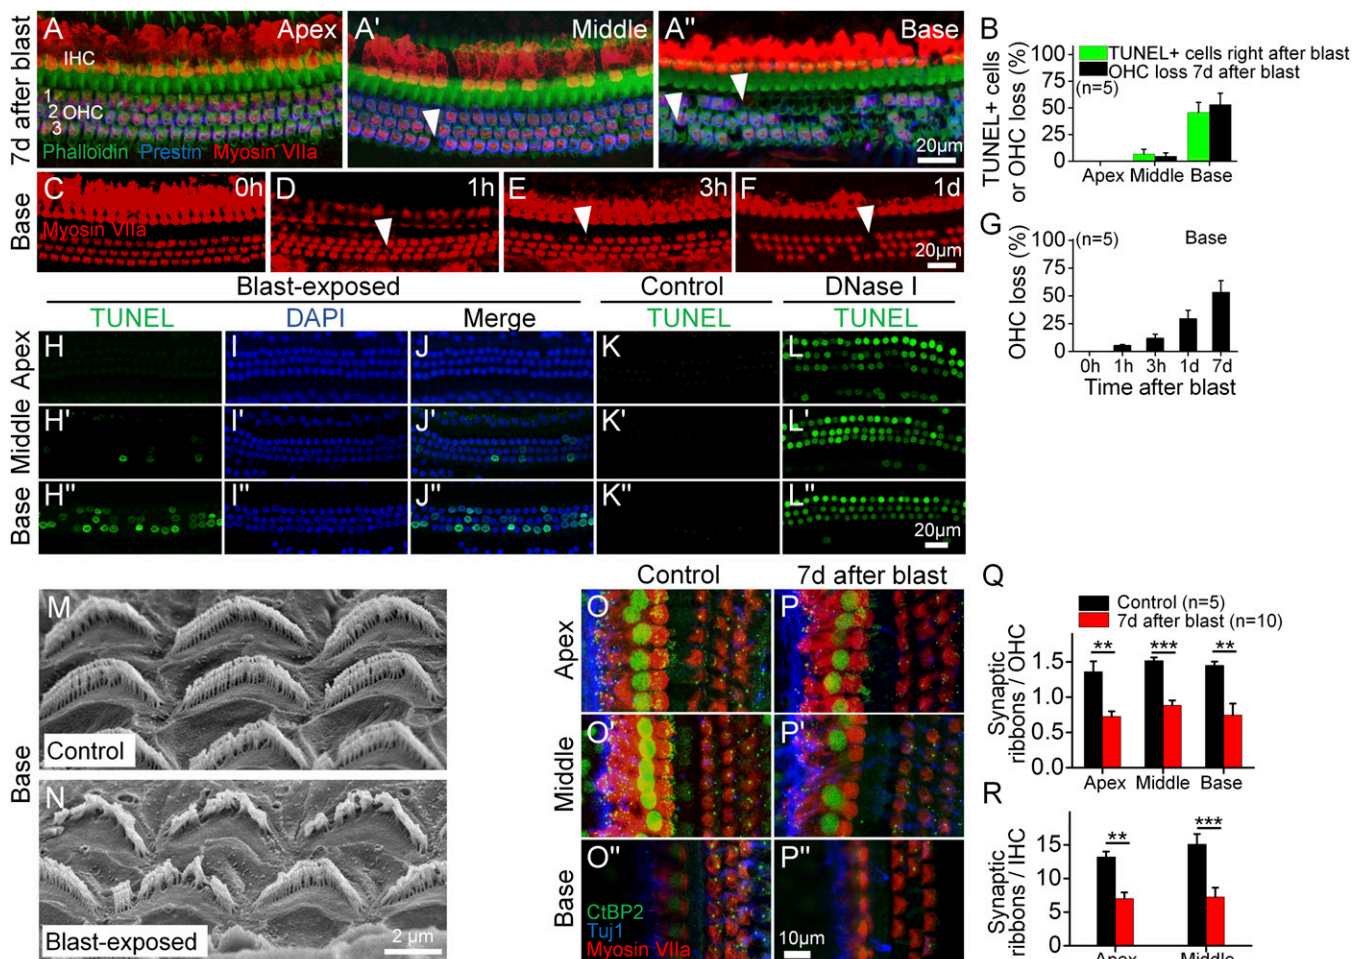 7d after blast
A
Apex
IHC
1
2 OHC
3
Phalloidin Prestin Myosin VIIa
A'
Middle
A''
Base
20μm
B
TUNEL+ cells
or OHC loss (%)
100
75
50
25
0
TUNEL+ cells right after blast
OHC loss 7d after blast
(n=5)
Apex Middle Base
Base
C
0h
Myosin VIIa
D
1h
E
3h
F
1d
20μm
G
OHC loss (%)
100
75
50
25
0
(n=5)
Base
0h 1h 3h 1d 7d
Time after blast
Blast-exposed
Control
DNase I
TUNEL
DAPI
Merge
TUNEL
TUNEL
Apex
H
I
J
K
L
Middle
H'
I'
J'
K'
L'
Base
H''
I''
J''
K''
L''
20μm
Base
M
Control
N
Blast-exposed
2 μm
Control
7d after blast
Apex
O
P
Middle
O'
P'
Base
O''
P''
CtBP2
Tuj1
Myosin VIIa
10μm
Q
Control (n=5)
7d after blast (n=10)
Synaptic
ribbons / OHC
1.5
1.0
0.5
0.0
** *** **
Apex Middle Base
R
Synaptic
ribbons / IHC
15
10
5
0
** ***
Apex Middle